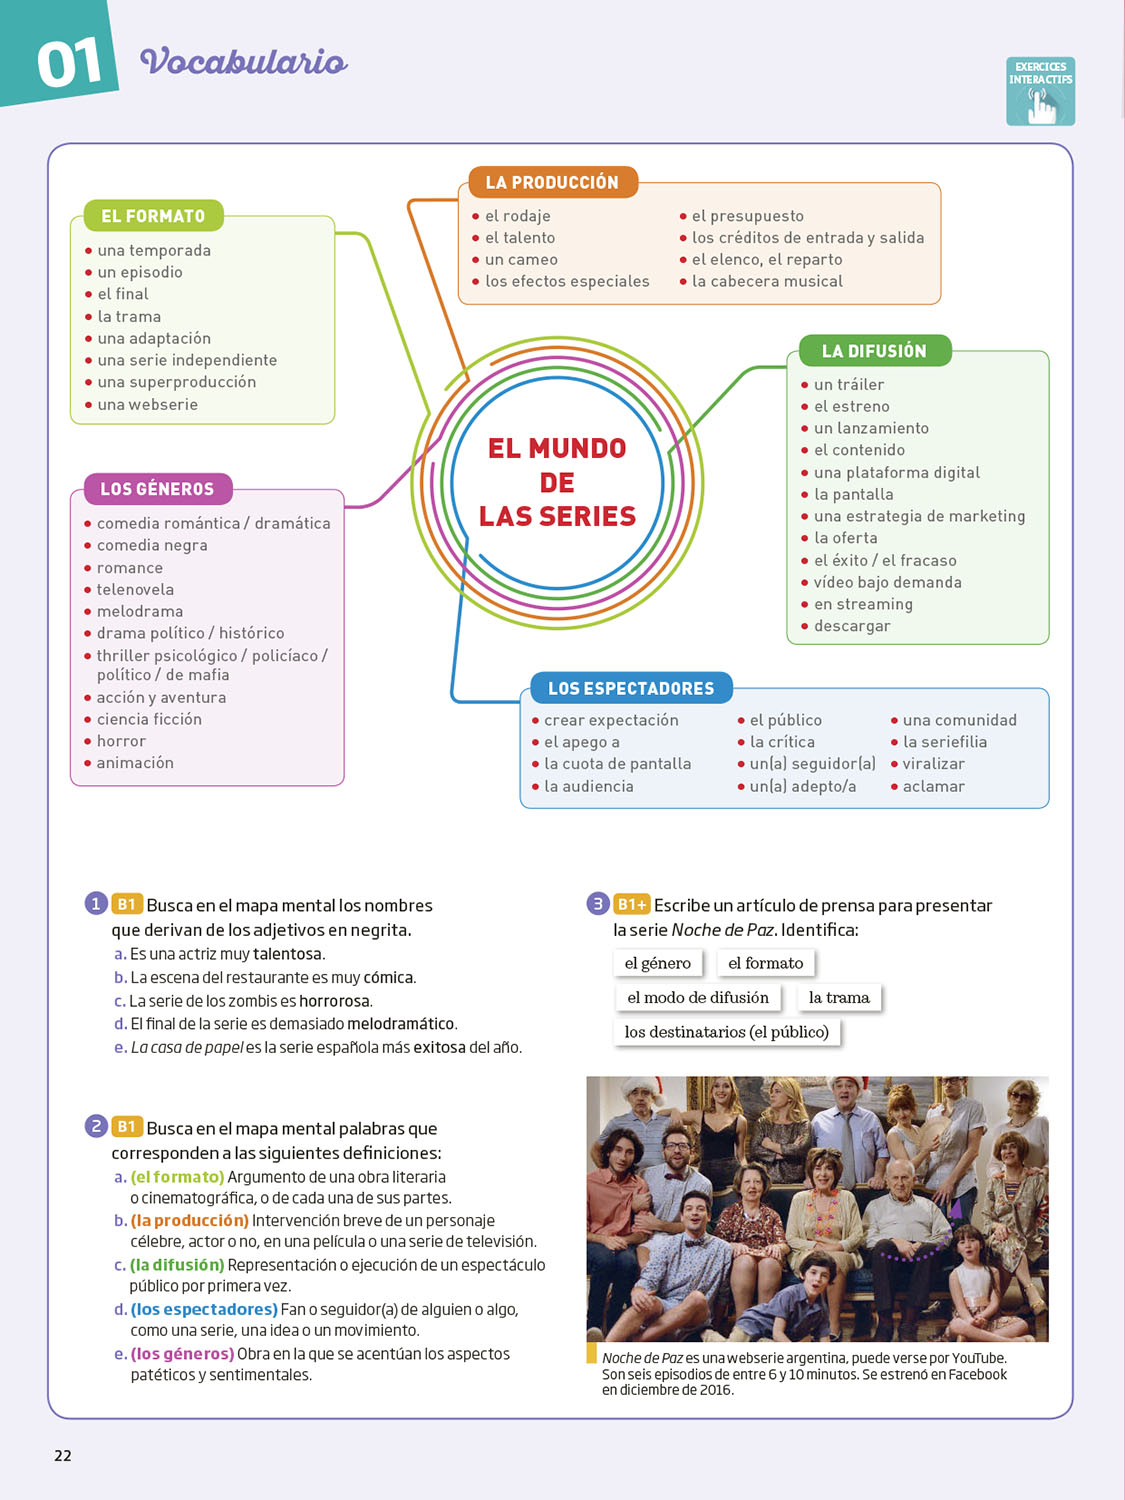 01
Vocabulario
EXERCICES
INTERACTIFS
LA PRODUCCIÓN
• el rodaje
• el talento
• un cameo
• los efectos especiales
• el presupuesto
• los créditos de entrada y salida
• el elenco, el reparto
• la cabecera musical
EL FORMATO
• una temporada
• un episodio
• el final
• la trama
• una adaptación
• una serie independiente
• una superproducción
• una webserie
EL MUNDO
DE
LAS SERIES
LA DIFUSIÓN
• un tráiler
• el estreno
• un lanzamiento
• el contenido
• una plataforma digital
• la pantalla
• una estrategia de marketing
• la oferta
• el éxito / el fracaso
• vídeo bajo demanda
• en streaming
• descargar
LOS GÉNEROS
• comedia romántica / dramática
• comedia negra
• romance
• telenovela
• melodrama
• drama político / histórico
• thriller psicológico / policíaco /
político / de mafia
• acción y aventura
• ciencia ficción
• horror
• animación
LOS ESPECTADORES
• crear expectación
• el apego a
• la cuota de pantalla
• la audiencia
• el público
• la crítica
• un(a) seguidor(a)
• un(a) adepto/a
• una comunidad
• la seriefilia
• viralizar
• aclamar
1 B1 Busca en el mapa mental los nombres
que derivan de los adjetivos en negrita.
a. Es una actriz muy talentosa.
b. La escena del restaurante es muy cómica.
c. La serie de los zombis es horrorosa.
d. El final de la serie es demasiado melodramático.
e. La casa de papel es la serie española más exitosa del año.
2 B1 Busca en el mapa mental palabras que
corresponden a las siguientes definiciones:
a. (el formato) Argumento de una obra literaria
o cinematográfica, o de cada una de sus partes.
b. (la producción) Intervención breve de un personaje
célebre, actor o no, en una película o una serie de televisión.
c. (la difusión) Representación o ejecución de un espectáculo
público por primera vez.
d. (los espectadores) Fan o seguidor(a) de alguien o algo,
como una serie, una idea o un movimiento.
e. (los géneros) Obra en la que se acentúan los aspectos
patéticos y sentimentales.
3 B1+ Escribe un artículo de prensa para presentar
la serie Noche de Paz. Identifica:
el género el formato
el modo de difusión la trama
los destinatarios (el público)
Noche de Paz es una webserie argentina, puede verse por YouTube.
Son seis episodios de entre 6 y 10 minutos. Se estrenó en Facebook
en diciembre de 2016.
22